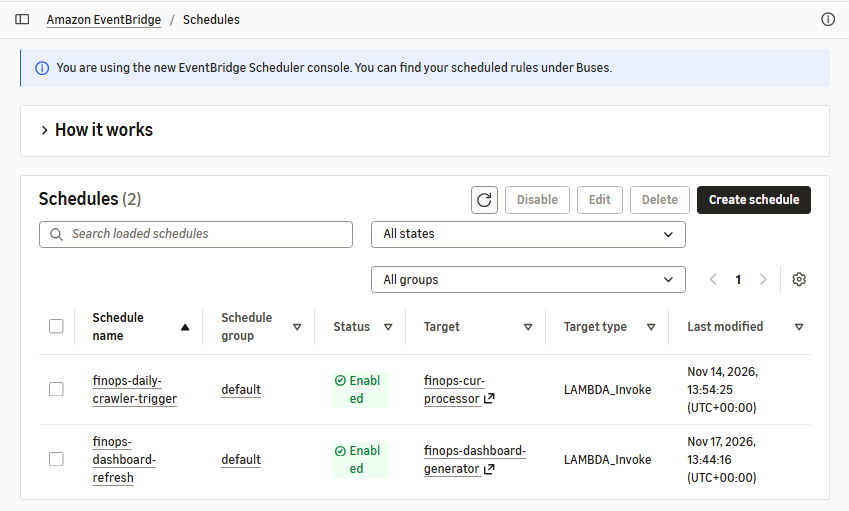 Amazon EventBridge / Schedules
You are using the new EventBridge Scheduler console. You can find your scheduled rules under Buses.
How it works
Schedules (2)
Disable
Edit
Delete
Create schedule
Search loaded schedules
All states
All groups
1
Schedule name
Schedule group
Status
Target
Target type
Last modified
finops-daily-
crawler-trigger
default
Enabl
ed
finops-cur-
processor
LAMBDA_Invoke
Nov 14, 2026,
13:54:25
(UTC+00:00)
finops-
dashboard-
refresh
default
Enabl
ed
finops-dashboard-
generator
LAMBDA_Invoke
Nov 17, 2026,
13:44:16
(UTC+00:00)